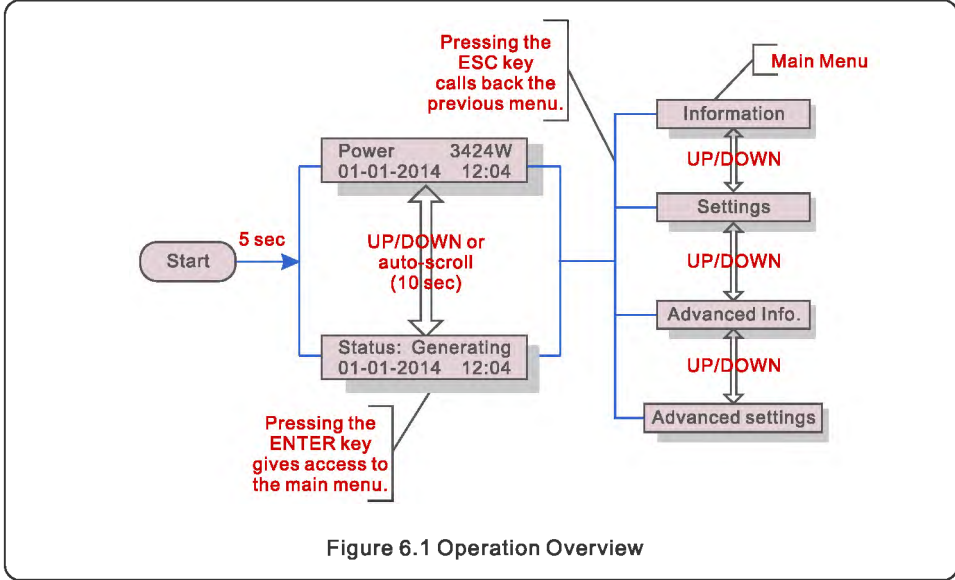 Pressing the
ESC key
calls back the
previous menu.
Main Menu
Information
UP/DOWN
Settings
UP/DOWN
Advanced Info.
UP/DOWN
Advanced settings
Power 3424W
01-01-2014 12:04
5 sec
Start
UP/DOWN or
auto-scroll
(10 sec)
Status: Generating
01-01-2014 12:04
Pressing the
ENTER key
gives access to
the main menu.
Figure 6.1 Operation Overview